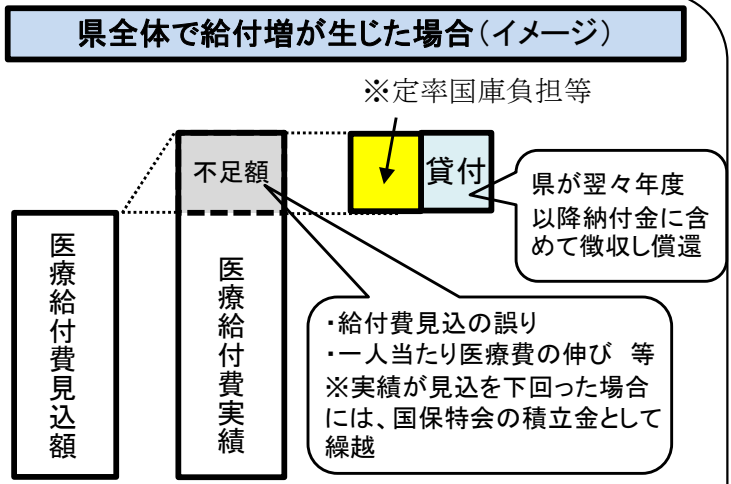 県全体で給付増が生じた場合（イメージ）
※定率国庫負担等
不足額
貸付
県が翌々年度
以降納付金に含
めて徴収し償還
医療給付費見込額
医療給付費実績
・給付費見込の誤り
・一人当たり医療費の伸び　等
※実績が見込を下回った場合
には、国保特会の積立金として
繰越